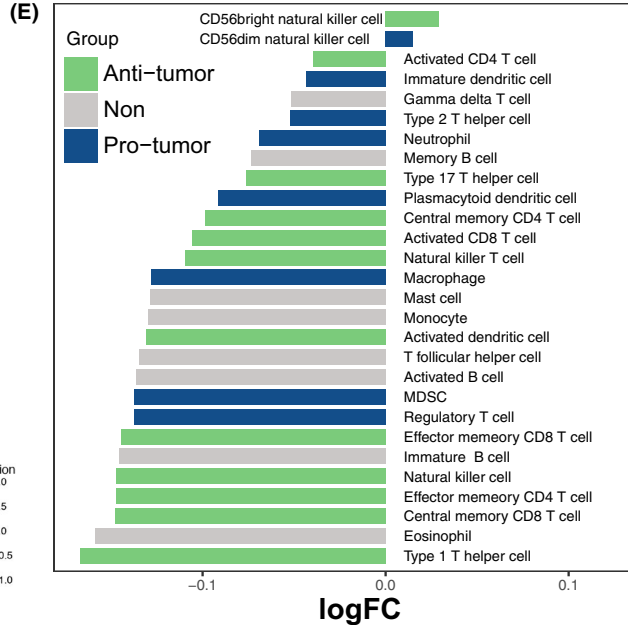 (E)
CD56bright natural killer cell
CD56dim natural killer cell
Group
Anti-tumor
Non
Pro-tumor
Activated CD4 T cell
Immature dendritic cell
Gamma delta T cell
Type 2 T helper cell
Neutrophil
Memory B cell
Type 17 T helper cell
Plasmacytoid dendritic cell
Central memory CD4 T cell
Activated CD8 T cell
Natural killer T cell
Macrophage
Mast cell
Monocyte
Activated dendritic cell
T follicular helper cell
Activated B cell
MDSC
Regulatory T cell
Effector memeory CD8 T cell
Immature B cell
Natural killer cell
Effector memeory CD4 T cell
Central memory CD8 T cell
Eosinophil
Type 1 T helper cell
−0.1 0.0 0.1
logFC